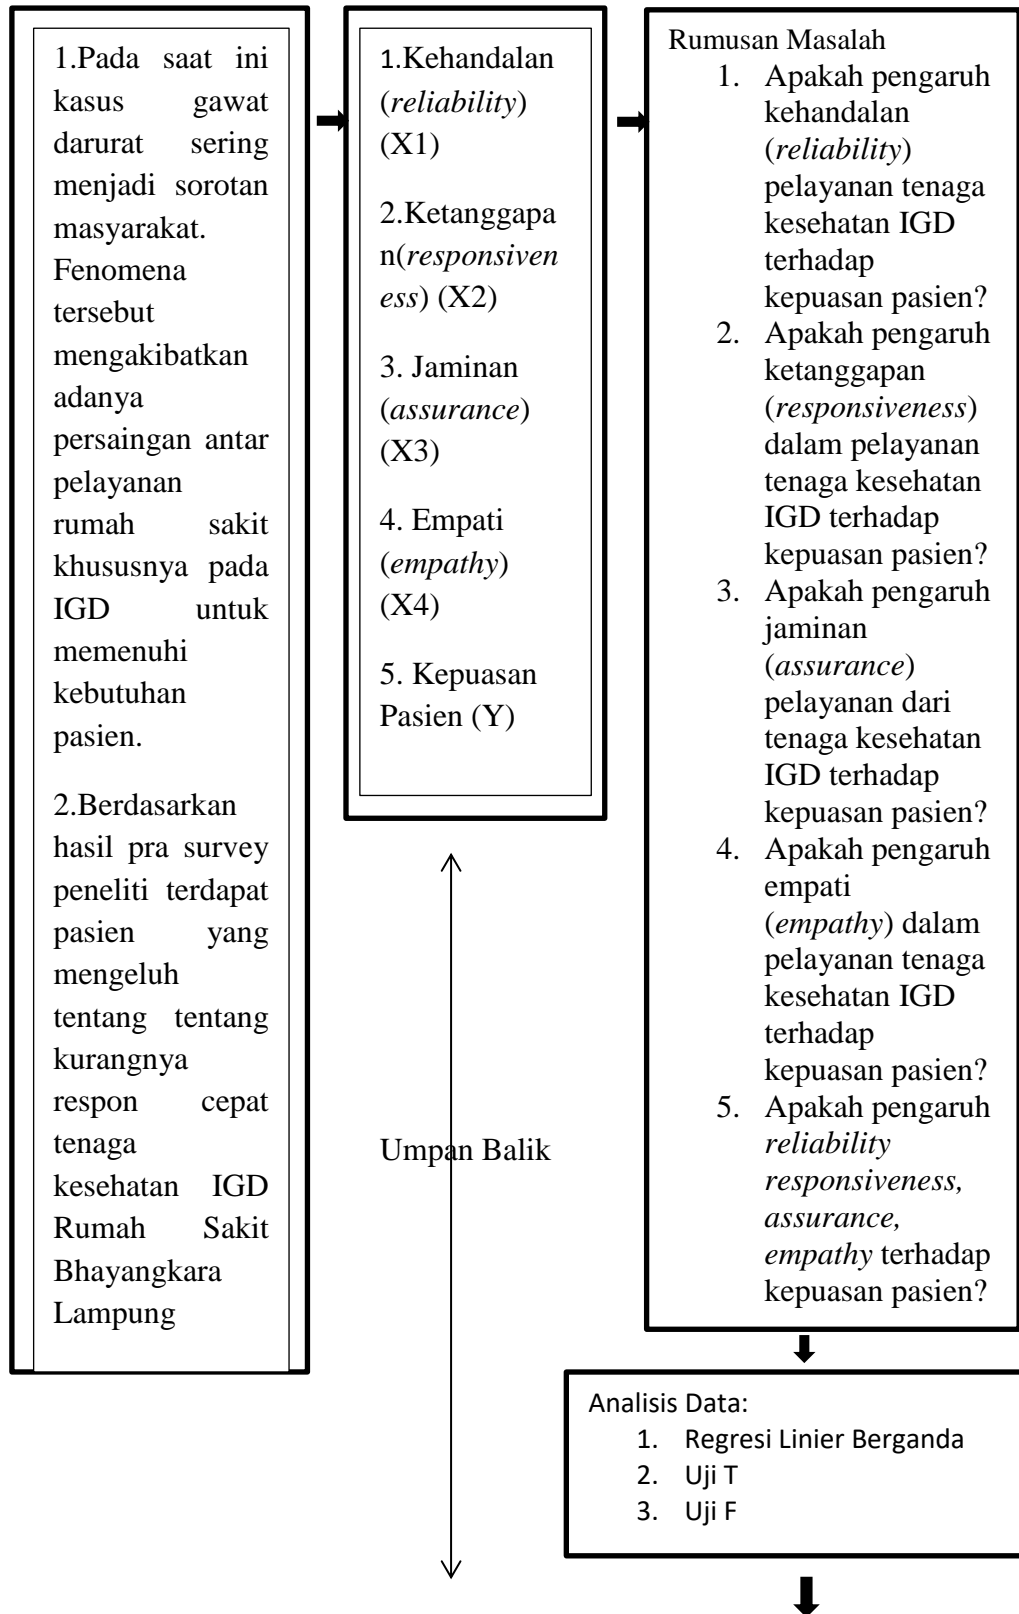 1.Pada saat ini
kasus gawat
darurat sering
menjadi sorotan
masyarakat.
Fenomena
tersebut
mengakibatkan
adanya
persaingan antar
pelayanan
rumah sakit
khususnya pada
IGD untuk
memenuhi
kebutuhan
pasien.
2.Berdasarkan
hasil pra survey
peneliti terdapat
pasien yang
mengeluh
tentang tentang
kurangnya
respon cepat
tenaga
kesehatan IGD
Rumah Sakit
Bhayangkara
Lampung
1.Kehandalan
(reliability)
(X1)
2.Ketanggapa
n(responsiven
ess) (X2)
3. Jaminan
(assurance)
(X3)
4. Empati
(empathy)
(X4)
5. Kepuasan
Pasien (Y)
Umpan Balik
Rumusan Masalah
1. Apakah pengaruh
kehandalan
(reliability)
pelayanan tenaga
kesehatan IGD
terhadap
kepuasan pasien?
2. Apakah pengaruh
ketanggapan
(responsiveness)
dalam pelayanan
tenaga kesehatan
IGD terhadap
kepuasan pasien?
3. Apakah pengaruh
jaminan
(assurance)
pelayanan dari
tenaga kesehatan
IGD terhadap
kepuasan pasien?
4. Apakah pengaruh
empati
(empathy) dalam
pelayanan tenaga
kesehatan IGD
terhadap
kepuasan pasien?
5. Apakah pengaruh
reliability
responsiveness,
assurance,
empathy terhadap
kepuasan pasien?
Analisis Data:
1. Regresi Linier Berganda
2. Uji T
3. Uji F